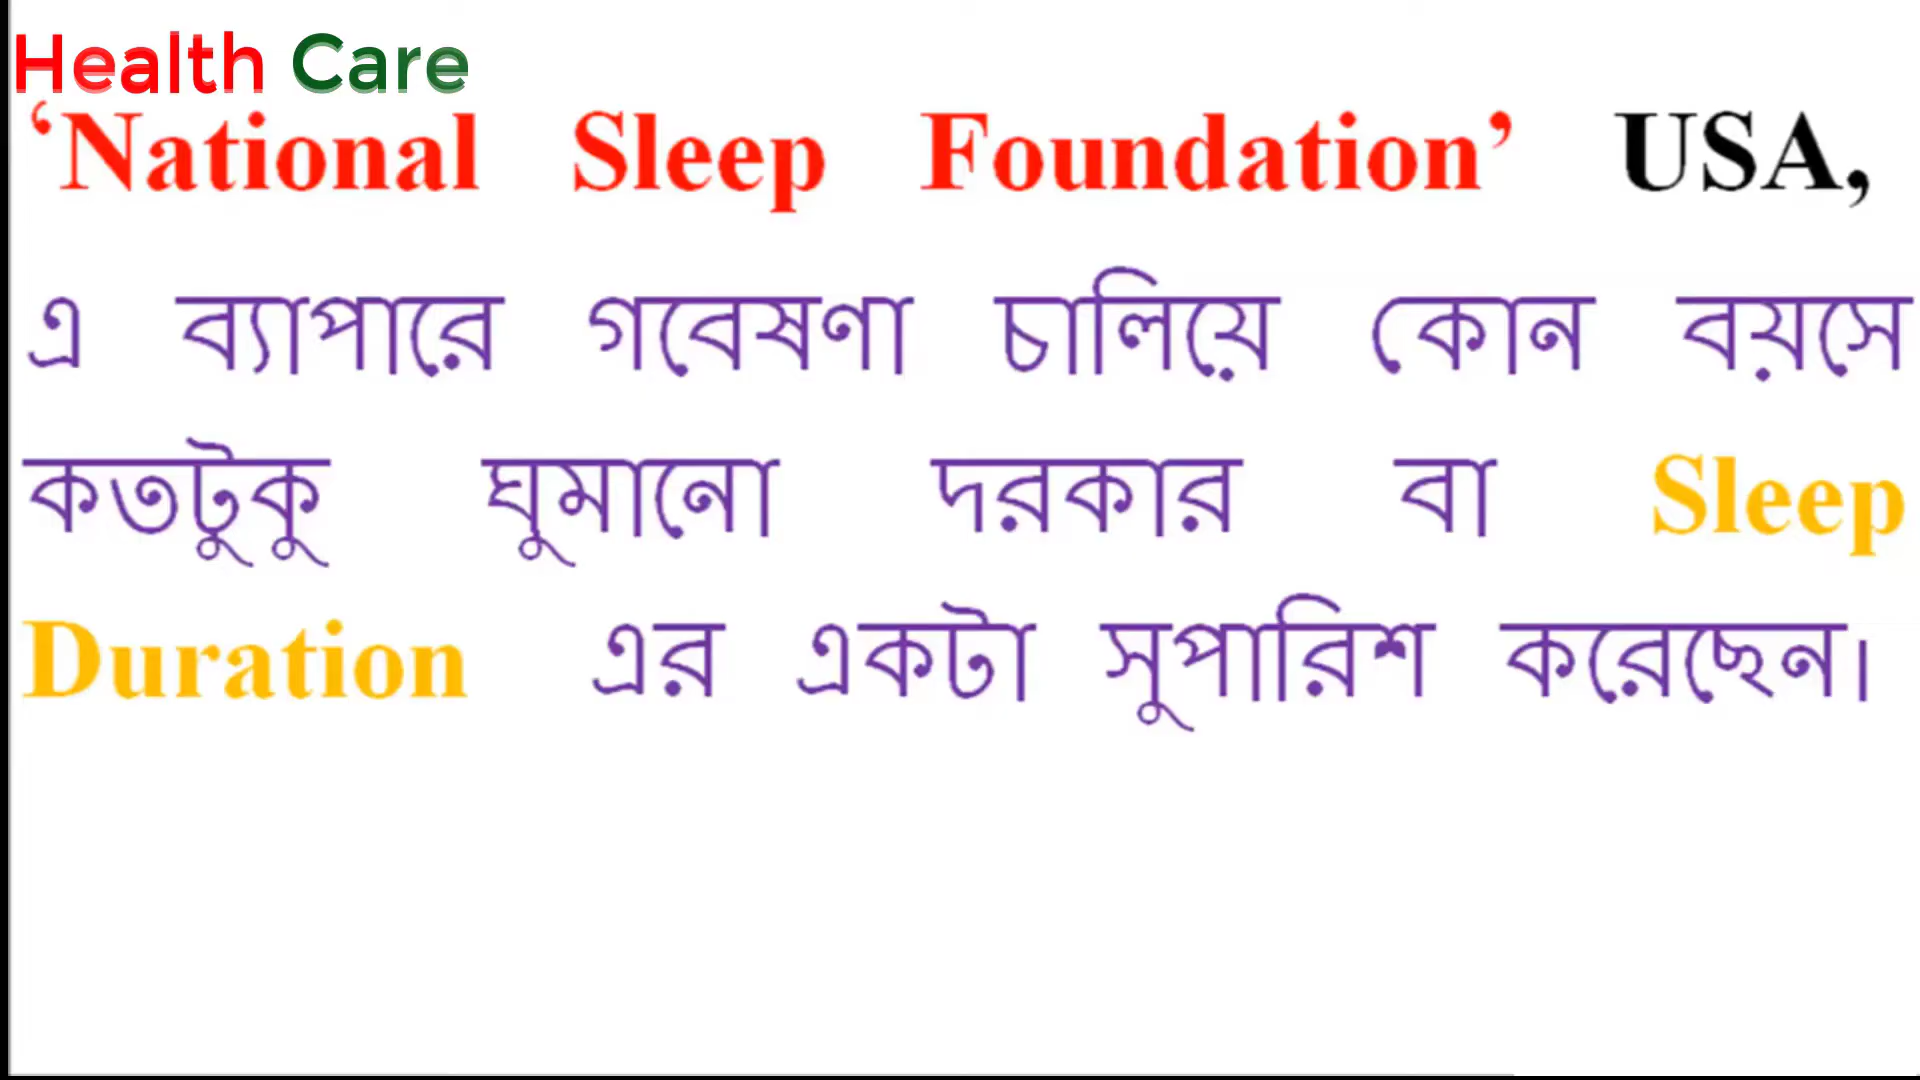 Health Care
‘National Sleep Foundation’ USA,
এ ব্যাপারে গবেষণা চালিয়ে কোন বয়সে
কতটুকু ঘুমানো দরকার বা Sleep
Duration এর একটা সুপারিশ করেছেন।